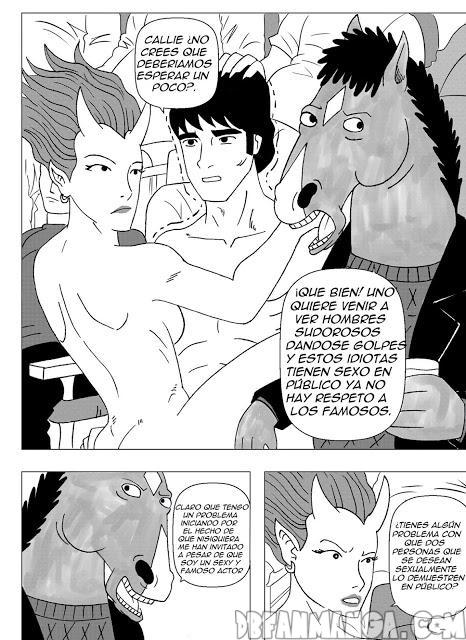 CALLIE ¿NO
CREES QUE
DEBERIAMOS
ESPERAR UN
POCO?.
¡QUE BIEN! UNO
QUIERE VENIR A
VER HOMBRES
SUDOROSOS
DANDOSE GOLPES
Y ESTOS IDIOTAS
TIENEN SEXO EN
PÚBLICO YA NO
HAY RESPETO A
LOS FAMOSOS.
CLARO QUE TENGO
UN PROBLEMA
INICIANDO POR
EL HECHO DE
QUE NISIQUIERA
ME HAN INVITADO
A PESAR DE QUE
SOY UN SEXY Y
FAMOSO ACTOR
¿TIENES ALGÚN
PROBLEMA CON
QUE DOS
PERSONAS QUE
SE DESEAN
SEXUALMENTE
LO DEMUESTREN
EN PÚBLICO?
DBFANMANGA.COM